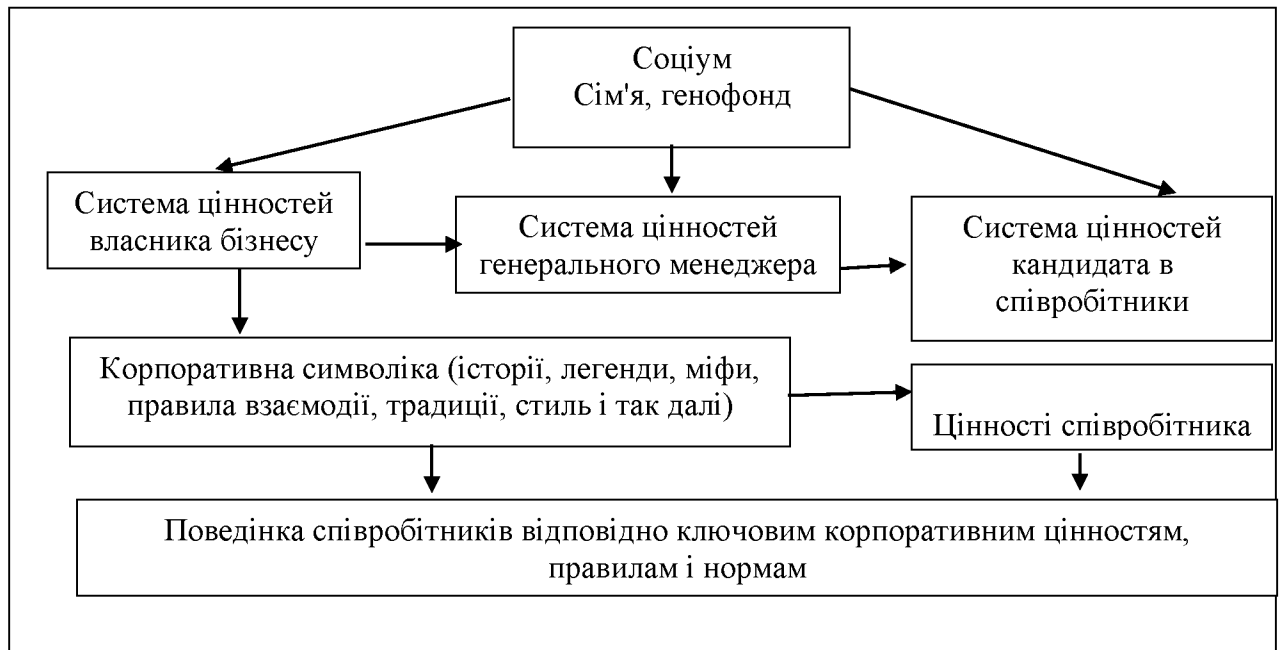 Соціум
Сім'я, генофонд
Система цінностей
власника бізнесу
Система цінностей
генерального менеджера
Система цінностей
кандидата в
співробітники
Корпоративна символіка (історії, легенди, міфи,
правила взаємодії, традиції, стиль і так далі)
Цінності співробітника
Поведінка співробітників відповідно ключовим корпоративним цінностям,
правилам і нормам